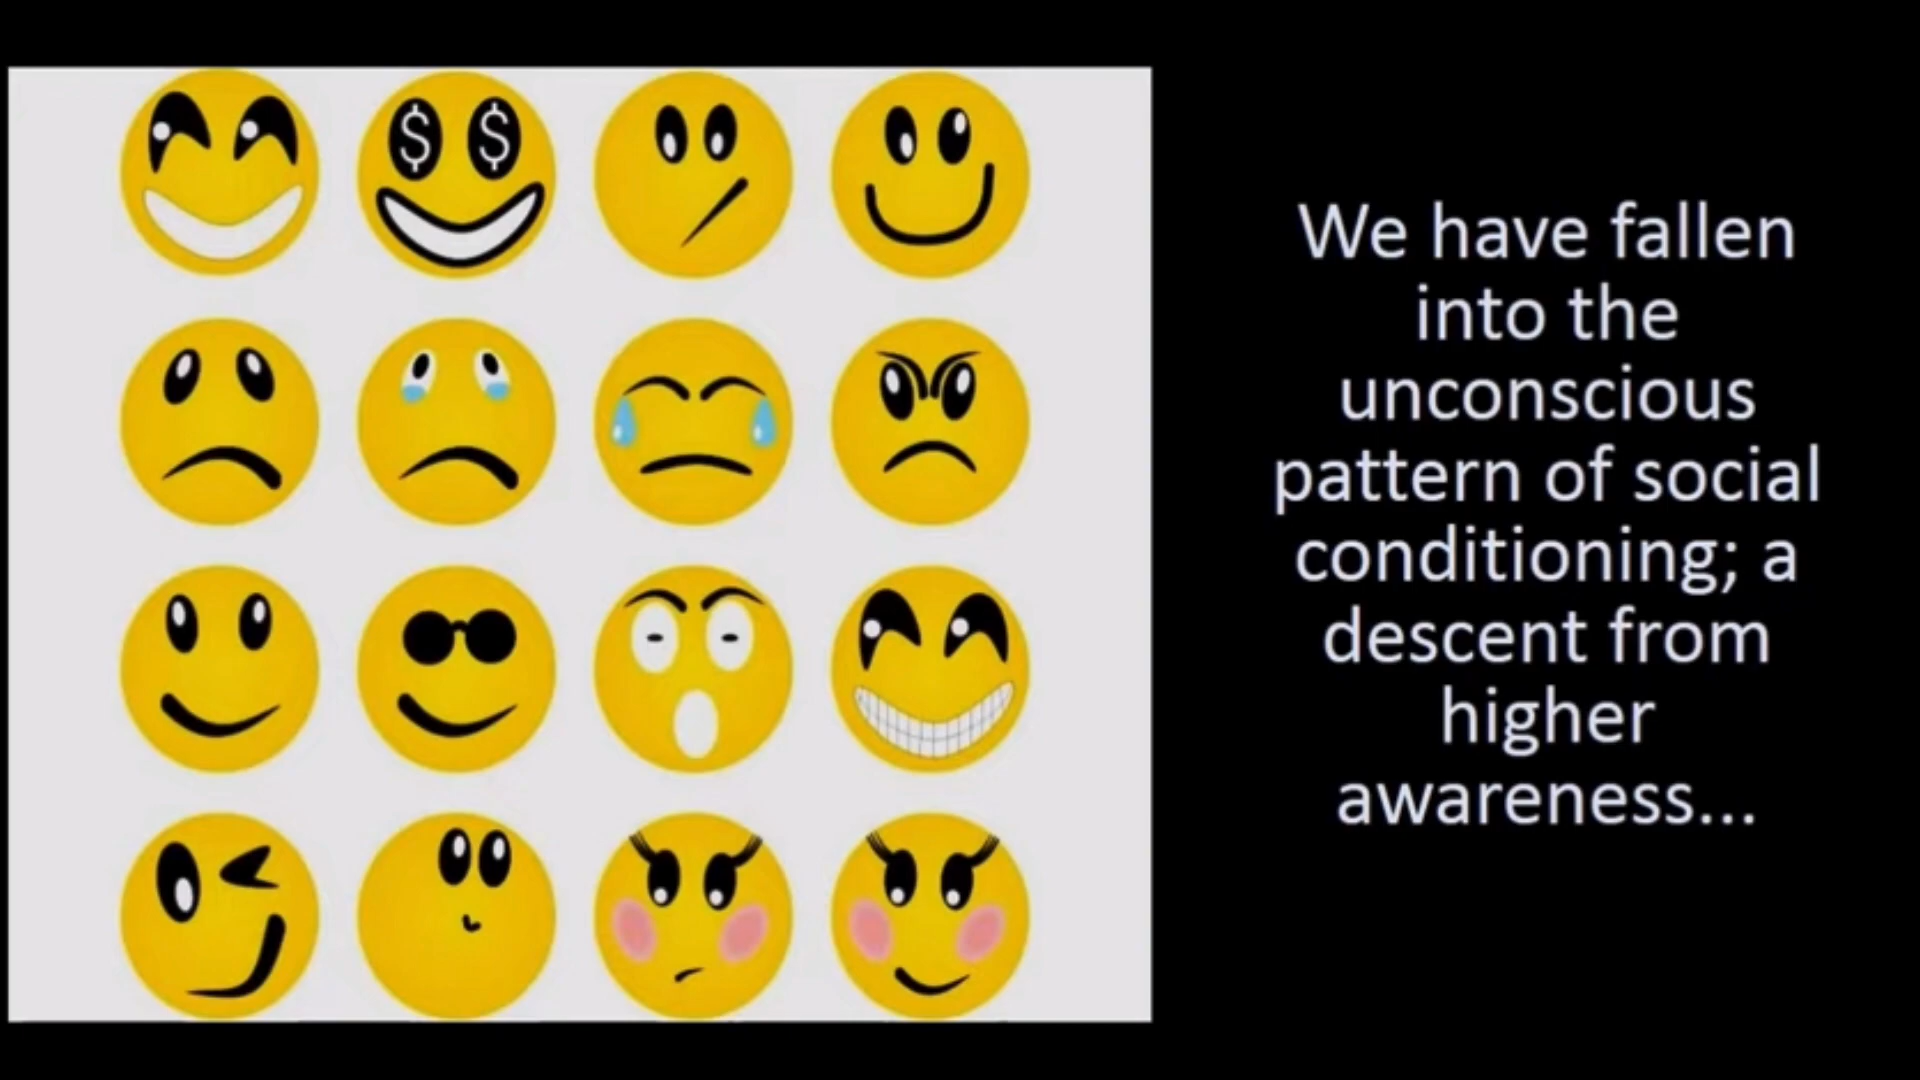 $ $
We have fallen
into the
unconscious
pattern of social
conditioning; a
descent from
higher
awareness...